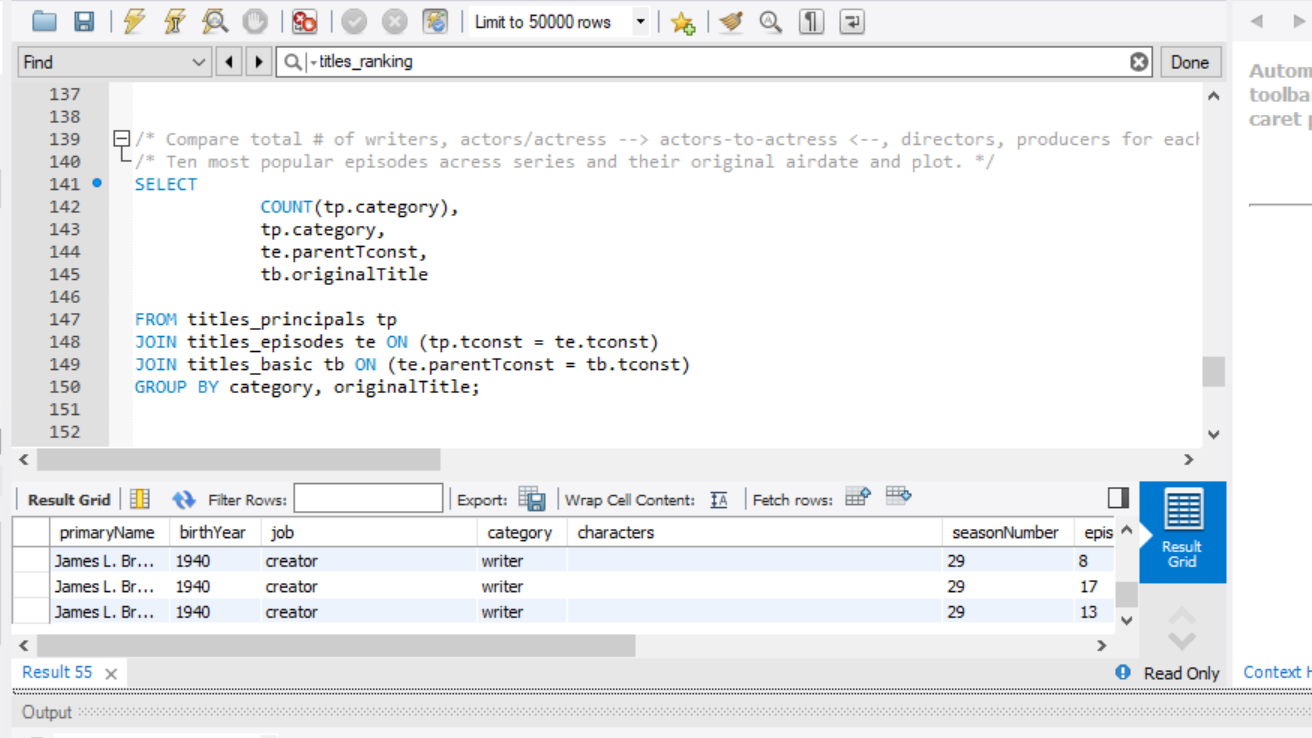 Limit to 50000 rows
Find
titles_ranking
Done
Autom
toolba
caret p
137
138
139 /* Compare total # of writers, actors/actress --> actors-to-actress <--, directors, producers for each
140 /* Ten most popular episodes acress series and their original airdate and plot. */
141 SELECT
142 COUNT(tp.category),
143 tp.category,
144 te.parentTconst,
145 tb.originalTitle
146
147 FROM titles_principals tp
148 JOIN titles_episodes te ON (tp.tconst = te.tconst)
149 JOIN titles_basic tb ON (te.parentTconst = tb.tconst)
150 GROUP BY category, originalTitle;
151
152
Result Grid Filter Rows: Export: Wrap Cell Content: Fetch rows:
primaryName birthYear job category characters seasonNumber epis
James L. Br... 1940 creator writer 29 8
James L. Br... 1940 creator writer 29 17
James L. Br... 1940 creator writer 29 13
Result
Grid
Result 55
Read Only
Context H
Output